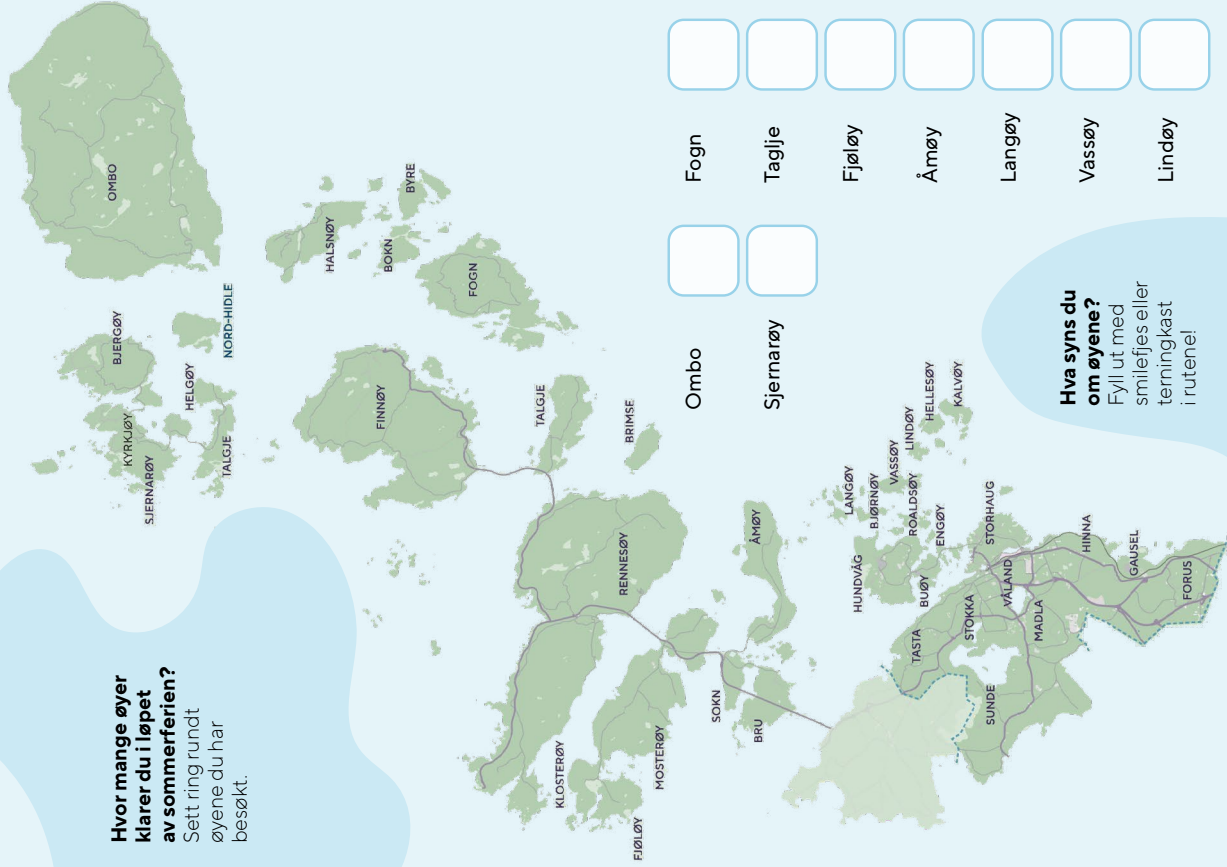 Hvor mange øyer
klarer du i løpet
av sommerferien?
Sett ring rundt
øyene du har
besøkt.
SJERNARØY
KYRKJØY
BJERGØY
OMBO
HELGØY
TALGJE
NORD-HIDLE
FINNØY
HALSNØY
BOKN
BYRE
FOGN
TALGJE
BRIMSE
RENNESØY
KLOSTERØY
FJØLØY
MOSTERØY
SOKN
BRU
ÅMØY
LANGØY
BJØRNØY
VASSØY
LINDØY
HELLESØY
KALVØY
HUNDVÅG
ROALDSØY
BUØY
ENGØY
TASTA
STOKKA
VÅLAND
STORHAUG
SUNDE
MADLA
HINNA
GAUSEL
FORUS
Ombo
Sjernarøy
Fogn
Taglje
Fjøløy
Åmøy
Langøy
Vassøy
Lindøy
Hva syns du
om øyene?
Fyll ut med
smilefjes eller
terningkast
i rutene!